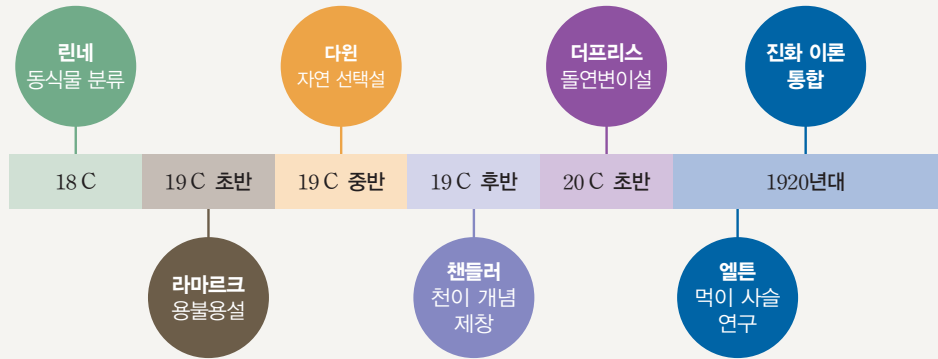 린네
동식물 분류
다윈
자연 선택설
더프리스
돌연변이설
진화 이론
통합
18 C
19 C 초반
19 C 중반
19 C 후반
20 C 초반
1920년대
라마르크
용불용설
챈들러
천이 개념
제창
엘튼
먹이 사슬
연구